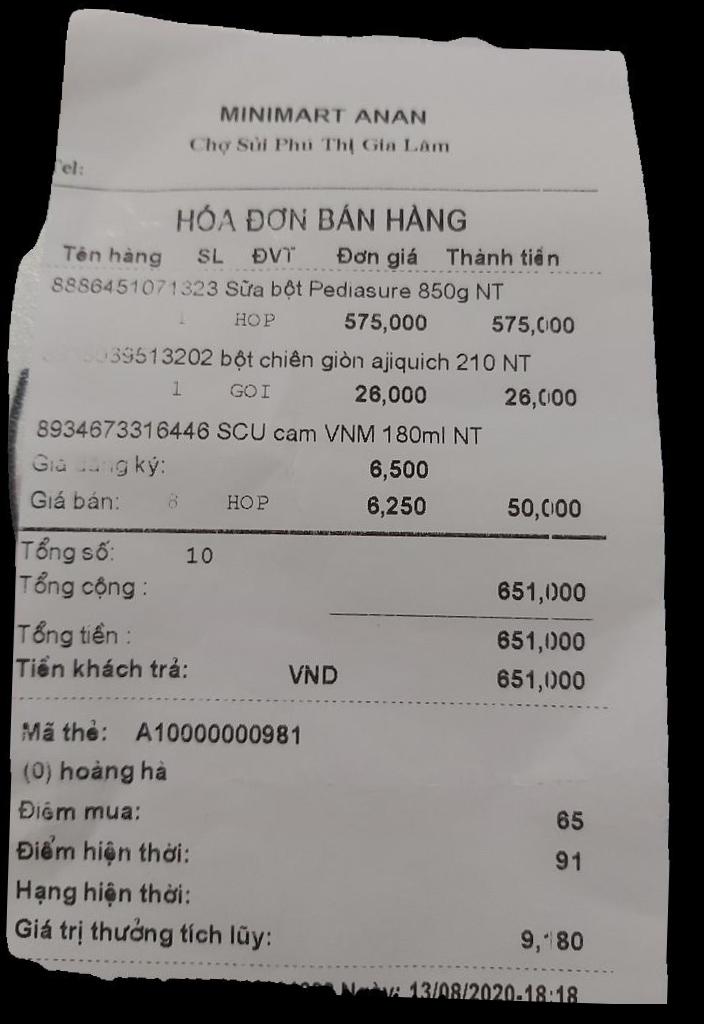 MINIMART ANAN
Chợ Sủi Phú Thị Gia Lâm
Tel:
HÓA ĐƠN BÁN HÀNG
Tên hàng SL ĐVT Đơn giá Thành tiền
8886451071323 Sữa bột Pediasure 850g NT
1 HOP 575,000 575,000
39513202 bột chiên giòn ajiquich 210 NT
1 GOI 26,000 26,000
8934673316446 SCU cam VNM 180ml NT
Giá đăng ký: 6,500
Giá bán: 8 HOP 6,250 50,000
Tổng số: 10
Tổng cộng : 651,000
Tổng tiền : 651,000
Tiền khách trả: VND 651,000
Mã thẻ: A10000000981
(0) hoàng hà
Điểm mua: 65
Điểm hiện thời: 91
Hạng hiện thời:
Giá trị thưởng tích lũy: 9,180
Ngày: 13/08/2020-18:18